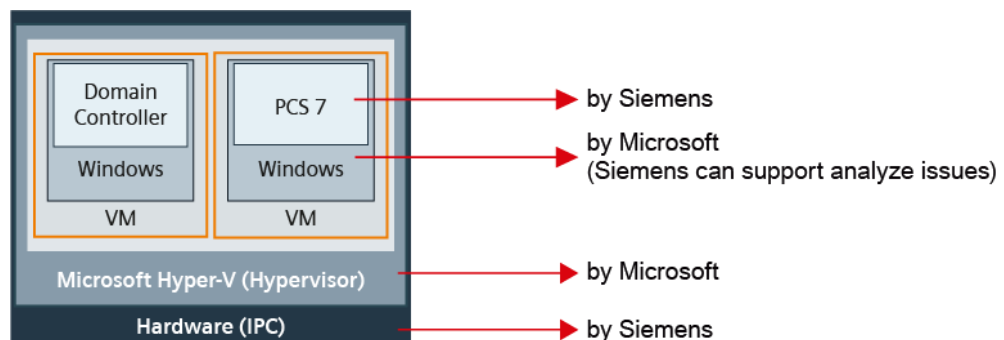 Domain
Controller
Windows
VM
PCS 7
Windows
VM
Microsoft Hyper-V (Hypervisor)
Hardware (IPC)
by Siemens
by Microsoft
(Siemens can support analyze issues)
by Microsoft
by Siemens